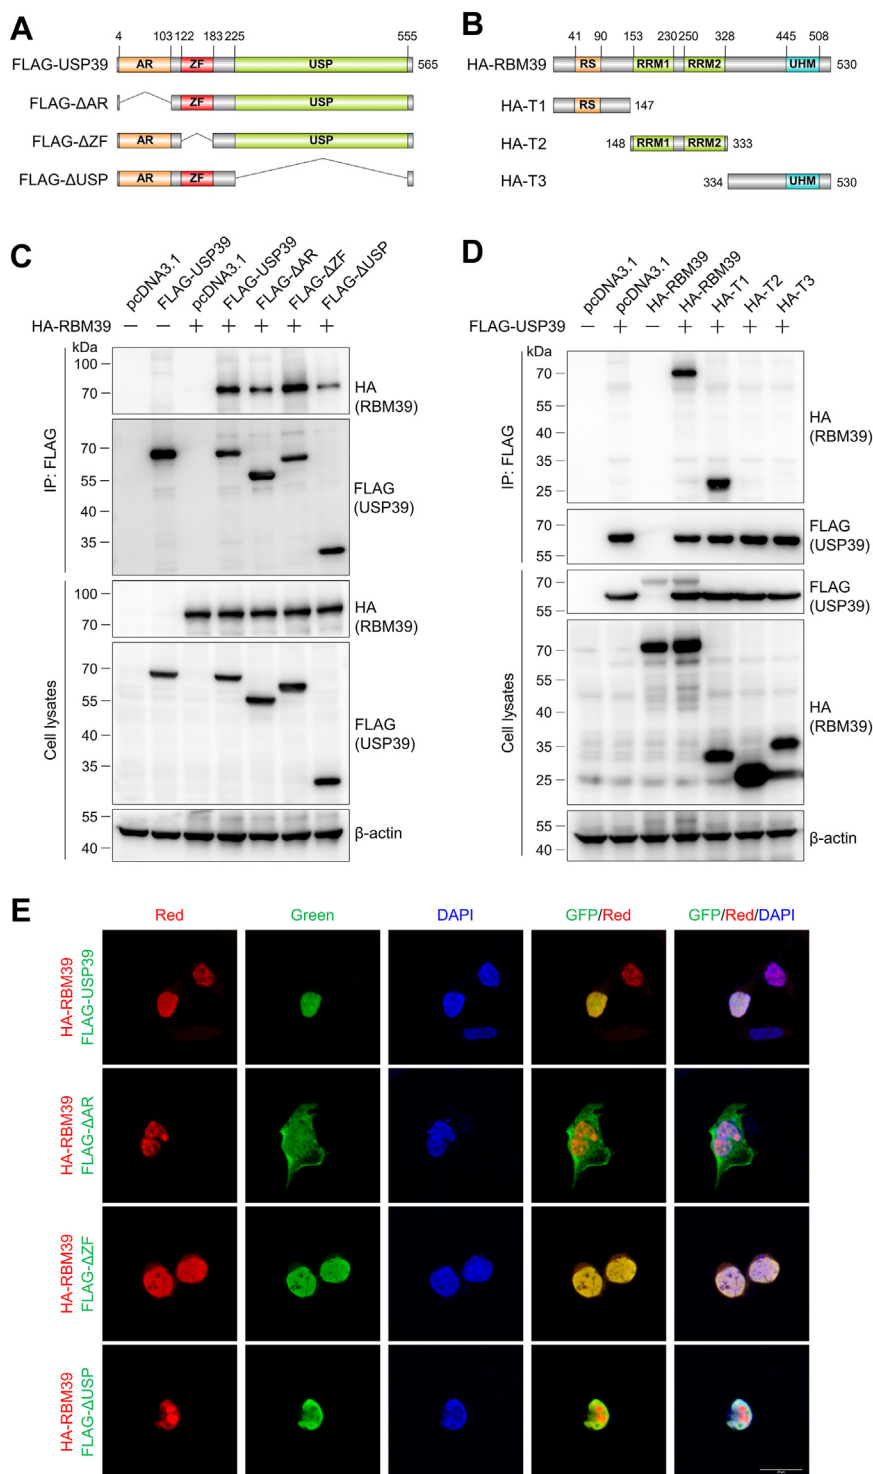 A
4 103 122 183 225 555
FLAG-USP39 AR ZF USP 565
FLAG-ΔAR ZF USP
FLAG-ΔZF AR USP
FLAG-ΔUSP AR ZF
B
41 90 153 230 250 328 445 508
HA-RBM39 RS RRM1 RRM2 UHM 530
HA-T1 RS 147
HA-T2 148 RRM1 RRM2 333
HA-T3 334 UHM 530
C
pcDNA3.1
FLAG-USP39
pcDNA3.1
FLAG-USP39
FLAG-ΔAR
FLAG-ΔZF
FLAG-ΔUSP
HA-RBM39 – – + + + + +
kDa
IP: FLAG
100
70
HA
(RBM39)
70
55
40
35
FLAG
(USP39)
Cell lysates
100
70
HA
(RBM39)
70
55
40
35
FLAG
(USP39)
55
40
β-actin
D
pcDNA3.1
pcDNA3.1
HA-RBM39
HA-RBM39
HA-T1
HA-T2
HA-T3
FLAG-USP39 – + – + + + +
kDa
IP: FLAG
70
55
40
35
25
HA
(RBM39)
70
55
FLAG
(USP39)
Cell lysates
70
55
FLAG
(USP39)
70
55
40
35
25
HA
(RBM39)
55
40
β-actin
E
Red Green DAPI GFP/Red GFP/Red/DAPI
HA-RBM39
FLAG-USP39
HA-RBM39
FLAG-ΔAR
HA-RBM39
FLAG-ΔZF
HA-RBM39
FLAG-ΔUSP